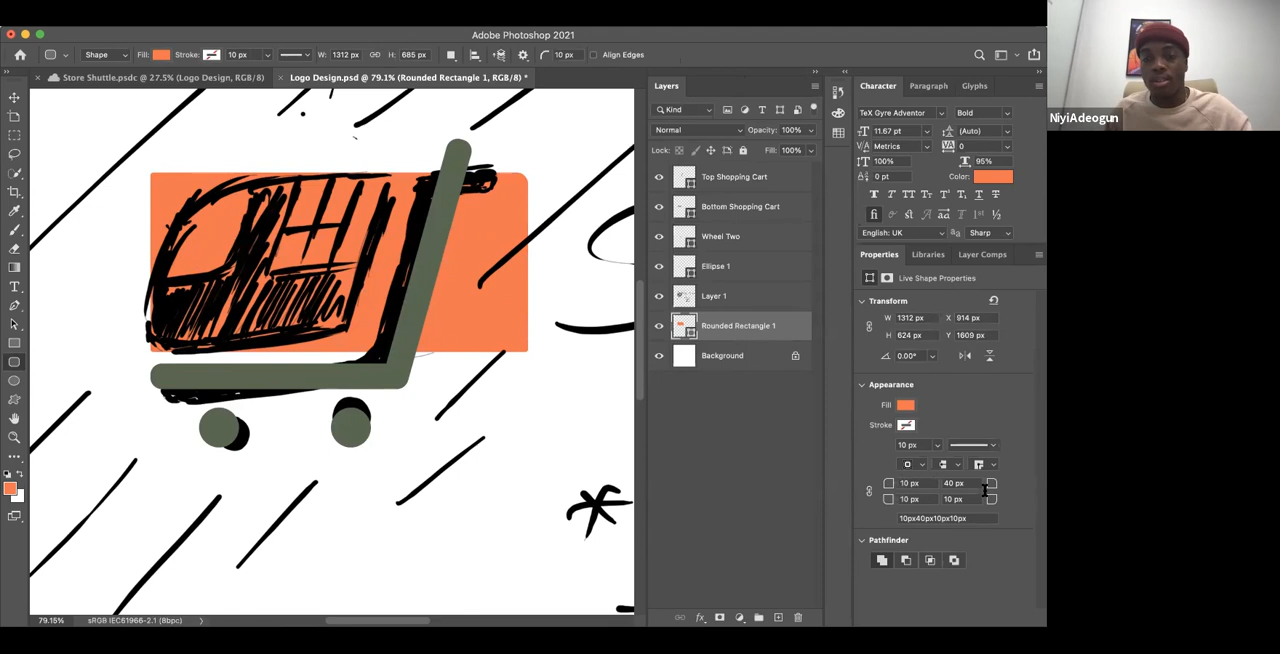 Adobe Photoshop 2021
Shape Fill: Stroke: 10 px W: 1312 px H: 685 px 10 px Align Edges
Store Shuttle.psdc @ 27.5% (Logo Design, RGB/8) Logo Design.psd @ 79.1% (Rounded Rectangle 1, RGB/8) *
Layers
Kind
Normal Opacity: 100%
Lock: Fill: 100%
Top Shopping Cart
Bottom Shopping Cart
Wheel Two
Ellipse 1
Layer 1
Rounded Rectangle 1
Background
Character Paragraph Glyphs
TeX Gyre Adventor Bold
11.67 pt (Auto)
Metrics 0
100% 95%
0 pt Color:
English: UK Sharp
Properties Libraries Layer Comps
Live Shape Properties
Transform
W 1312 px X 914 px
H 624 px Y 1609 px
0.00°
Appearance
Fill
Stroke
10 px
10 px 40 px
10 px 10 px
10px40px10px10px
Pathfinder
79.15% sRGB IEC61966-2.1 (8bpc)
NiyiAdeogun